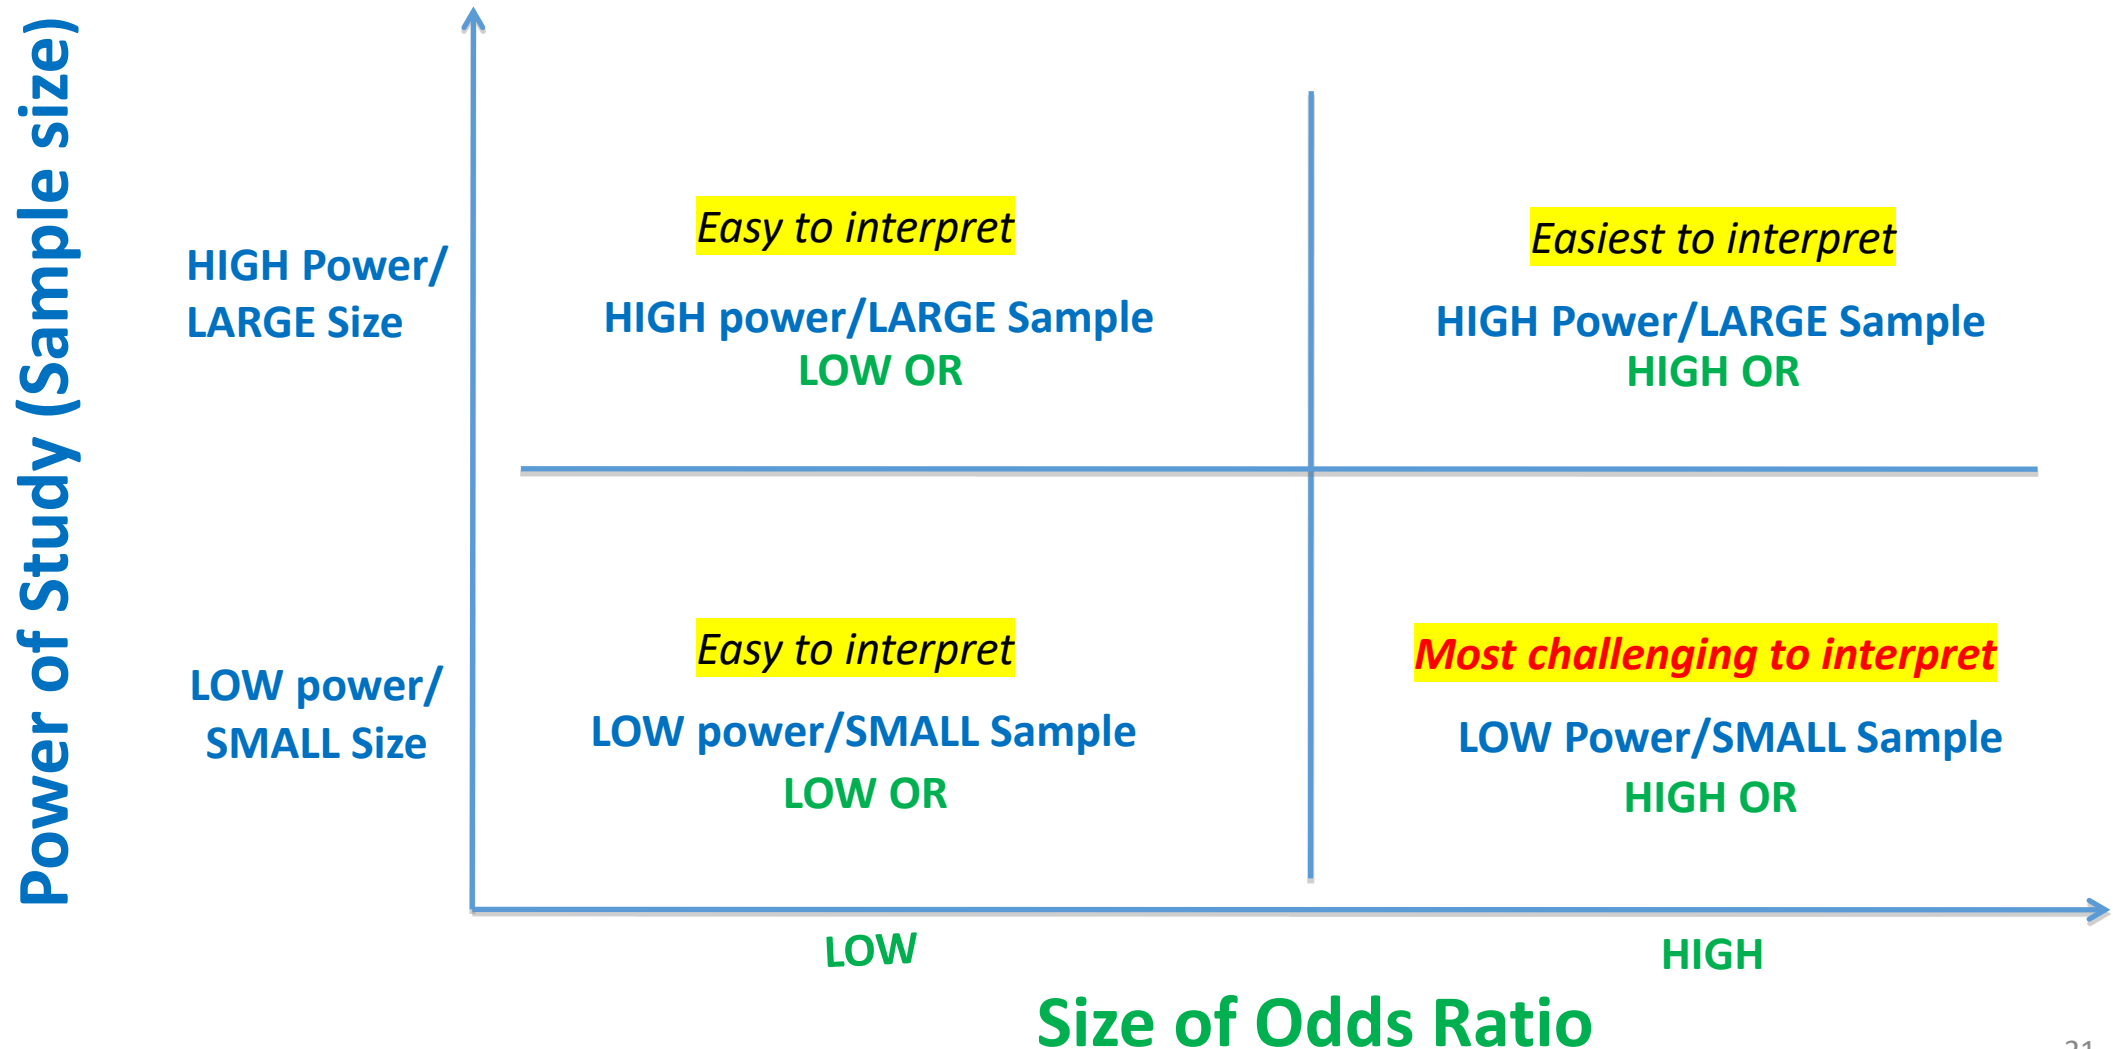 Power of Study (Sample size)
HIGH Power/
LARGE Size
Easy to interpret
HIGH power/LARGE Sample
LOW OR
Easiest to interpret
HIGH Power/LARGE Sample
HIGH OR
LOW power/
SMALL Size
Easy to interpret
LOW power/SMALL Sample
LOW OR
Most challenging to interpret
LOW Power/SMALL Sample
HIGH OR
LOW
HIGH
Size of Odds Ratio